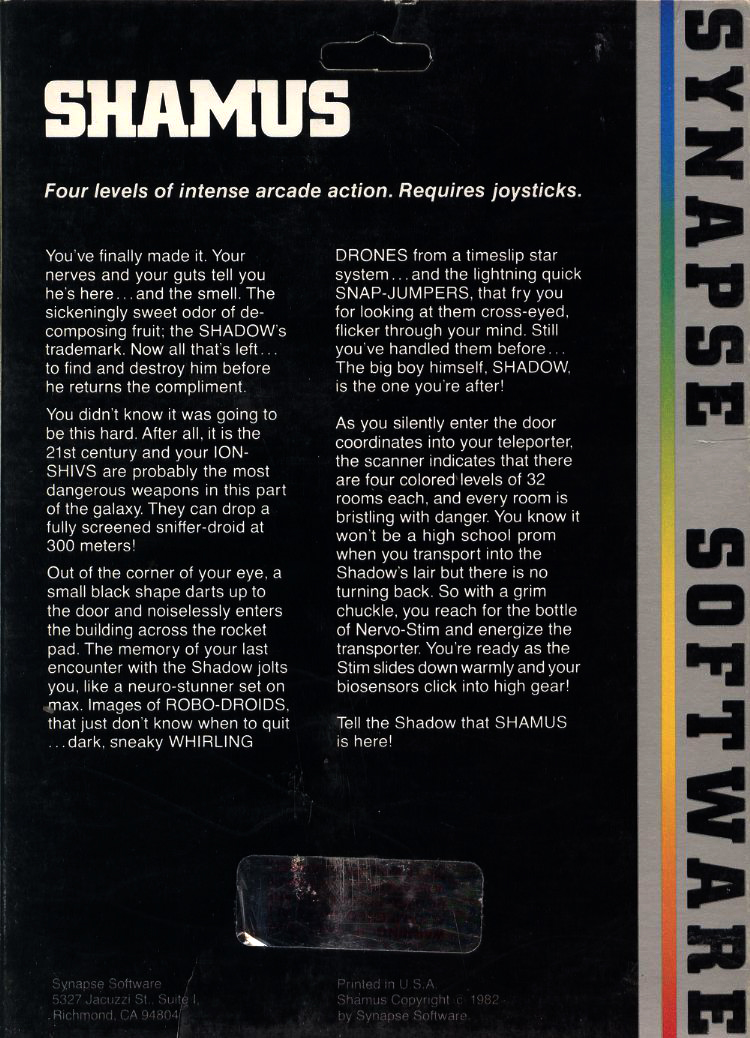 SHAMUS
Four levels of intense arcade action. Requires joysticks.
You've finally made it. Your
nerves and your guts tell you
he's here...and the smell. The
sickeningly sweet odor of de-
composing fruit; the SHADOW's
trademark. Now all that's left...
to find and destroy him before
he returns the compliment.
You didn't know it was going to
be this hard. After all, it is the
21st century and your ION-
SHIVS are probably the most
dangerous weapons in this part
of the galaxy. They can drop a
fully screened sniffer-droid at
300 meters!
Out of the corner of your eye, a
small black shape darts up to
the door and noiselessly enters
the building across the rocket
pad. The memory of your last
encounter with the Shadow jolts
you, like a neuro-stunner set on
max. Images of ROBO-DROIDS,
that just don't know when to quit
...dark, sneaky WHIRLING
DRONES from a timeslip star
system...and the lightning quick
SNAP-JUMPERS, that fry you
for looking at them cross-eyed,
flicker through your mind. Still
you've handled them before...
The big boy himself, SHADOW,
is the one you're after!
As you silently enter the door
coordinates into your teleporter,
the scanner indicates that there
are four colored levels of 32
rooms each, and every room is
bristling with danger. You know it
won't be a high school prom
when you transport into the
Shadow's lair but there is no
turning back. So with a grim
chuckle, you reach for the bottle
of Nervo-Stim and energize the
transporter. You're ready as the
Stim slides down warmly and your
biosensors click into high gear!
Tell the Shadow that SHAMUS
is here!
Synapse Software
5327 Jacuzzi St., Suite I,
Richmond, CA 94804
Printed in U.S.A.
Shamus Copyright © 1982
by Synapse Software.
SYNAPSE SOFTWARE